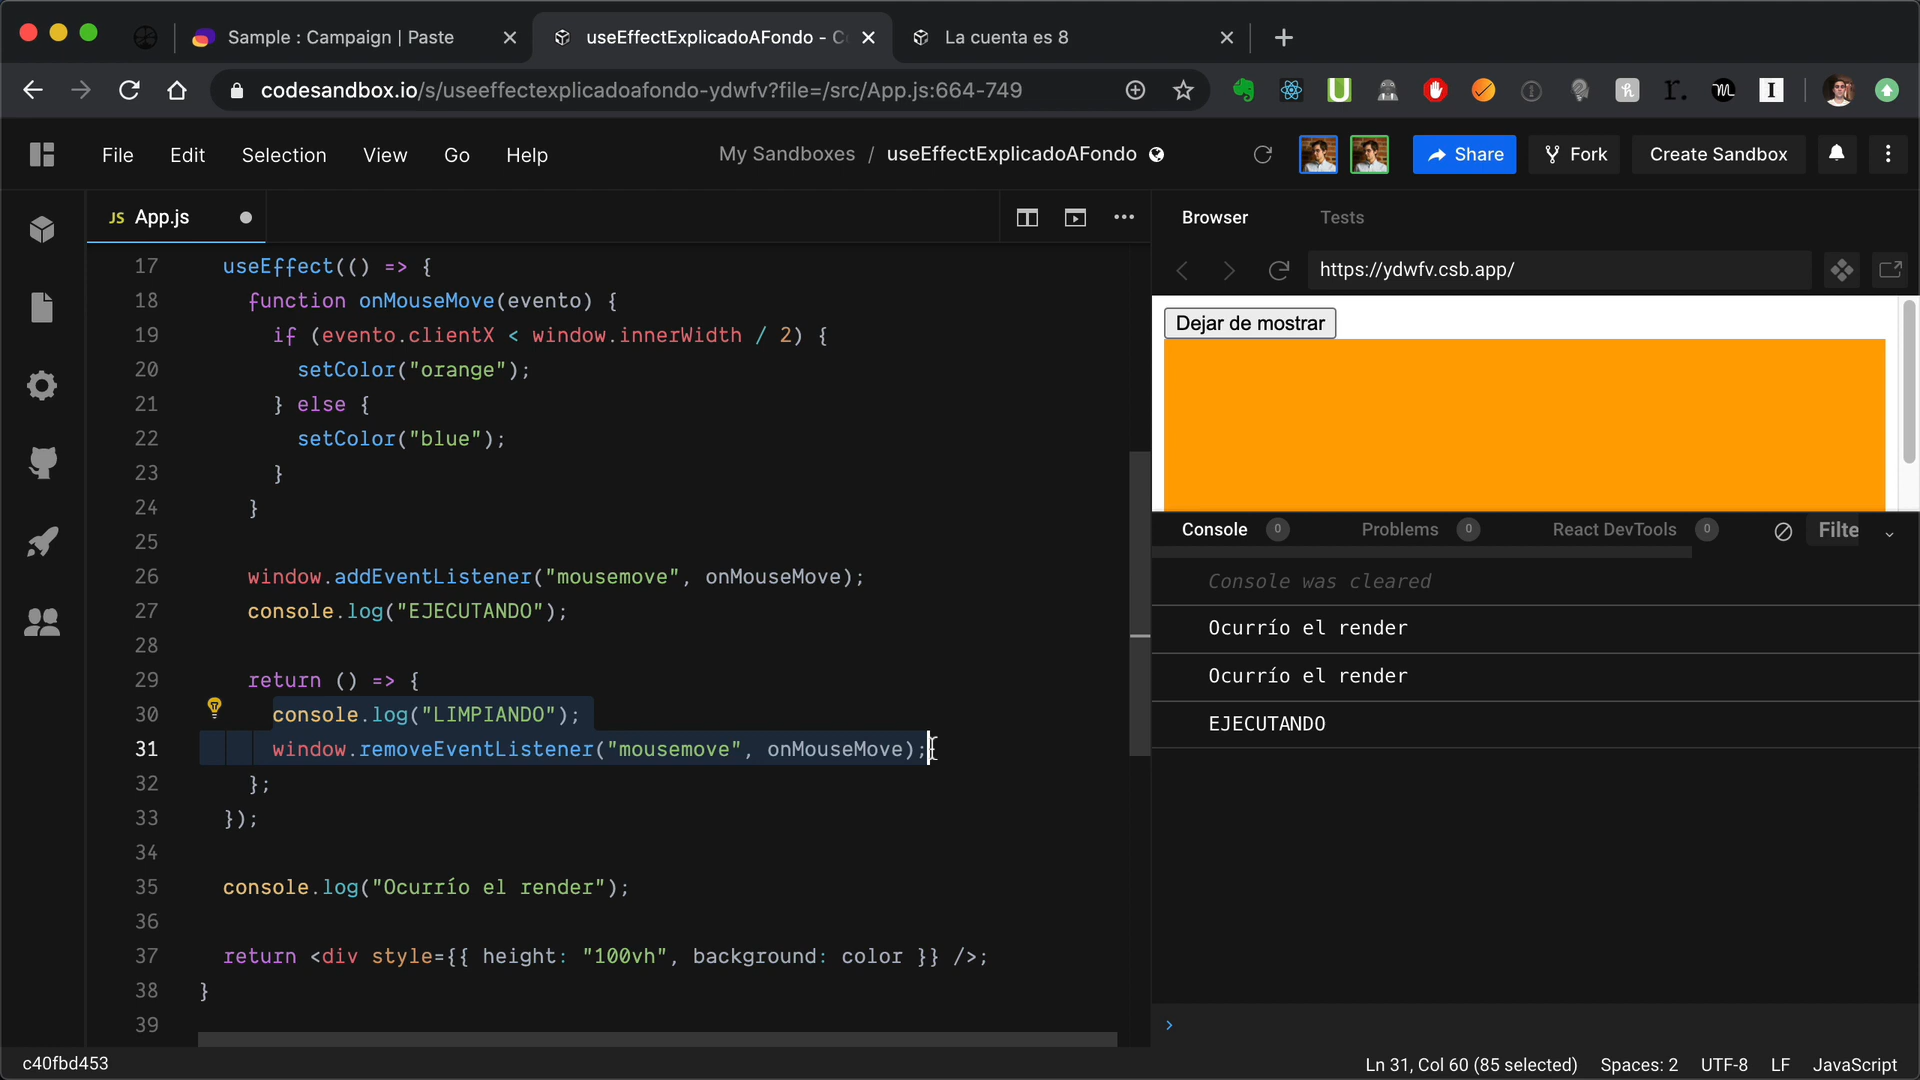 Sample : Campaign | Paste
useEffectExplicadoAFondo - Co
La cuenta es 8
codesandbox.io/s/useeffectexplicadoafondo-ydwfv?file=/src/App.js:664-749
File Edit Selection View Go Help
My Sandboxes / useEffectExplicadoAFondo
Share
Fork
Create Sandbox
JS App.js
Browser
Tests
https://ydwfv.csb.app/
17 useEffect(() => {
18 function onMouseMove(evento) {
19 if (evento.clientX < window.innerWidth / 2) {
20 setColor("orange");
21 } else {
22 setColor("blue");
23 }
24 }
25
26 window.addEventListener("mousemove", onMouseMove);
27 console.log("EJECUTANDO");
28
29 return () => {
30 console.log("LIMPIANDO");
31 window.removeEventListener("mousemove", onMouseMove);
32 };
33 });
34
35 console.log("Ocurrío el render");
36
37 return <div style={{ height: "100vh", background: color }} />;
38 }
39
Dejar de mostrar
Console 0
Problems 0
React DevTools 0
Filte
Console was cleared
Ocurrío el render
Ocurrío el render
EJECUTANDO
c40fbd453
Ln 31, Col 60 (85 selected) Spaces: 2 UTF-8 LF JavaScript